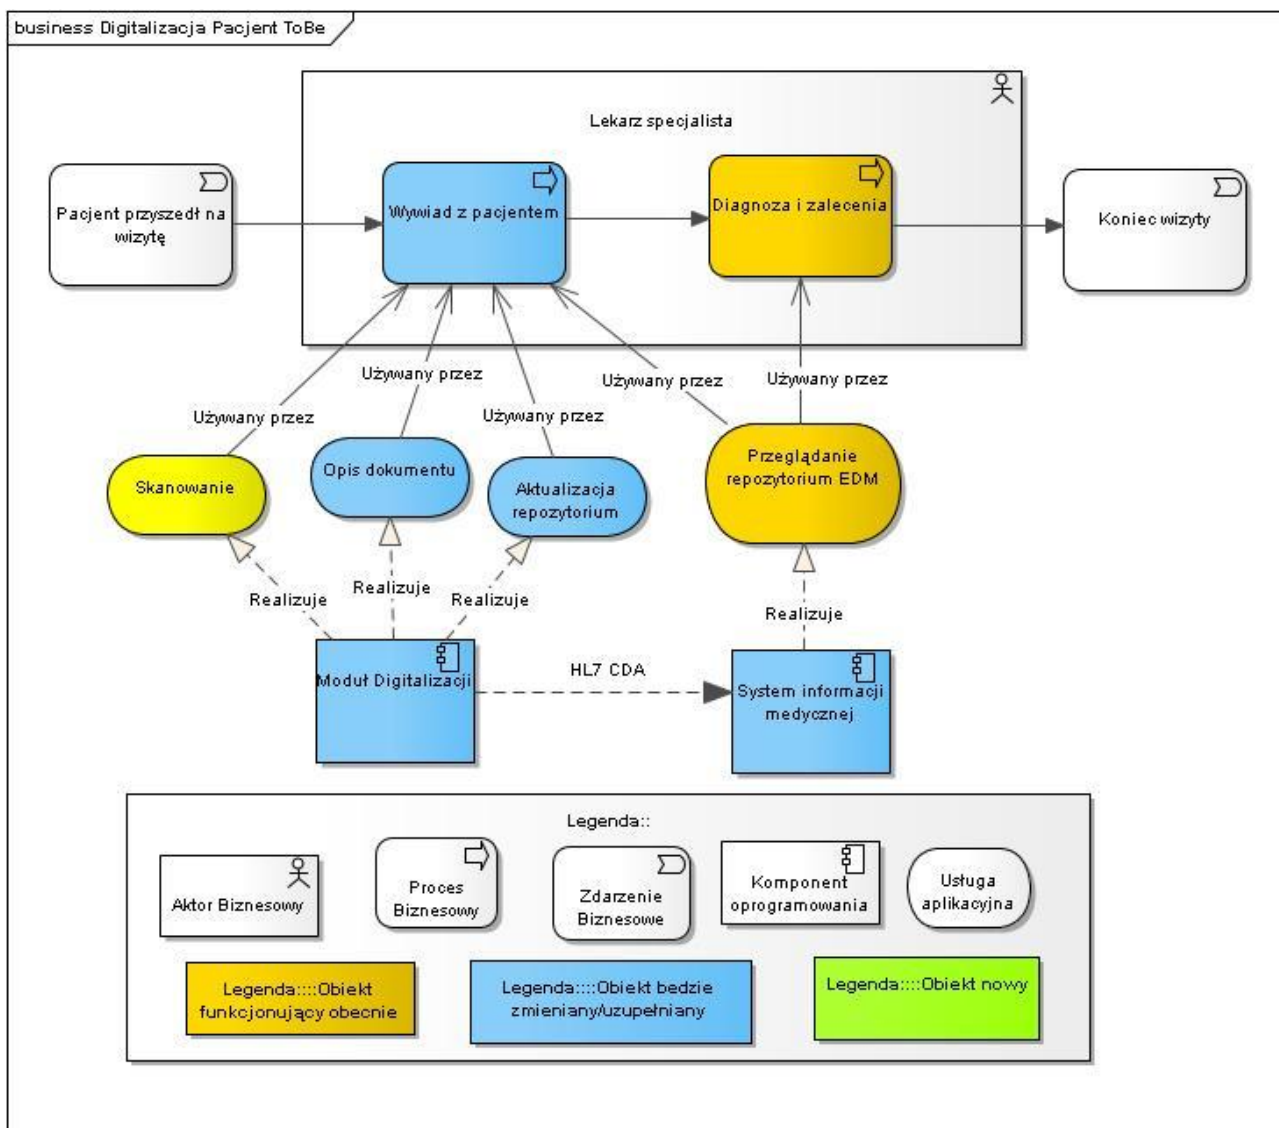 business Digitalizacja Pacjent ToBe
Lekarz specjalista
Pacjent przyszedł na
wizytę
Wywiad z pacjentem
Diagnoza i zalecenia
Koniec wizyty
Używany przez
Używany przez
Używany przez
Używany przez
Używany przez
Skanowanie
Opis dokumentu
Aktualizacja
repozytorium
Przeglądanie
repozytorium EDM
Realizuje
Realizuje
Realizuje
Realizuje
Moduł Digitalizacji
HL7 CDA
System informacji
medycznej
Legenda::
Aktor Biznesowy
Proces
Biznesowy
Zdarzenie
Biznesowe
Komponent
oprogramowania
Usługa
aplikacyjna
Legenda::::Obiekt
funkcjonujący obecnie
Legenda::::Obiekt bedzie
zmieniany/uzupełniany
Legenda::::Obiekt nowy